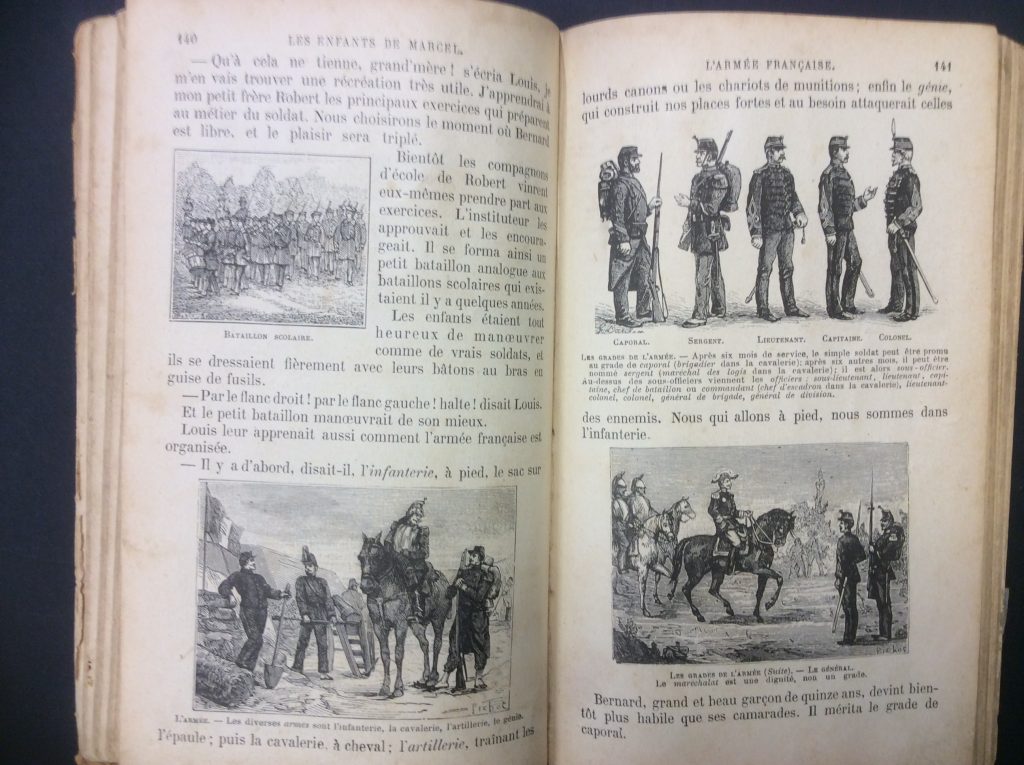 140
LES ENFANTS DE MARCEL.
— Qu'à cela ne tienne, grand'mère ! s'écria Louis, je
m'en vais trouver une récréation très utile. J'apprendrai à
mon petit frère Robert les principaux exercices qui préparent
au métier du soldat. Nous choisirons le moment où Bernard
est libre, et le plaisir sera triplé.
Bientôt les compagnons
d'école de Robert vinrent
eux-mêmes prendre part aux
exercices. L'instituteur les
approuvait et les encoura-
geait. Il se forma ainsi un
petit bataillon analogue aux
bataillons scolaires qui exis-
taient il y a quelques années.
BATAILLON SCOLAIRE.
Les enfants étaient tout
heureux de manœuvrer
comme de vrais soldats, et
ils se dressaient fièrement avec leurs bâtons au bras en
guise de fusils.
— Par le flanc droit ! par le flanc gauche ! halte ! disait Louis.
Et le petit bataillon manœuvrait de son mieux.
Louis leur apprenait aussi comment l'armée française est
organisée.
— Il y a d'abord, disait-il, l'infanterie, à pied, le sac sur
L'ARMÉE. — Les diverses armes sont l'infanterie, la cavalerie, l'artillerie, le génie.
l'épaule ; puis la cavalerie, à cheval ; l'artillerie, traînant les
L'ARMÉE FRANÇAISE.
141
lourds canons ou les chariots de munitions ; enfin le génie,
qui construit nos places fortes et au besoin attaquerait celles
CAPORAL. SERGENT. LIEUTENANT. CAPITAINE. COLONEL.
LES GRADES DE L'ARMÉE. — Après six mois de service, le simple soldat peut être promu
au grade de caporal (brigadier dans la cavalerie); après six autres mois, il peut être
nommé sergent (maréchal des logis dans la cavalerie); il est alors sous-officier.
Au-dessus des sous-officiers viennent les officiers : sous-lieutenant, lieutenant, capi-
taine, chef de bataillon ou commandant (chef d'escadron dans la cavalerie), lieutenant-
colonel, colonel, général de brigade, général de division.
des ennemis. Nous qui allons à pied, nous sommes dans
l'infanterie.
LES GRADES DE L'ARMÉE (Suite). — LE GÉNÉRAL.
Le maréchalat est une dignité, non un grade.
Bernard, grand et beau garçon de quinze ans, devint bien-
tôt plus habile que ses camarades. Il mérita le grade de
caporal.